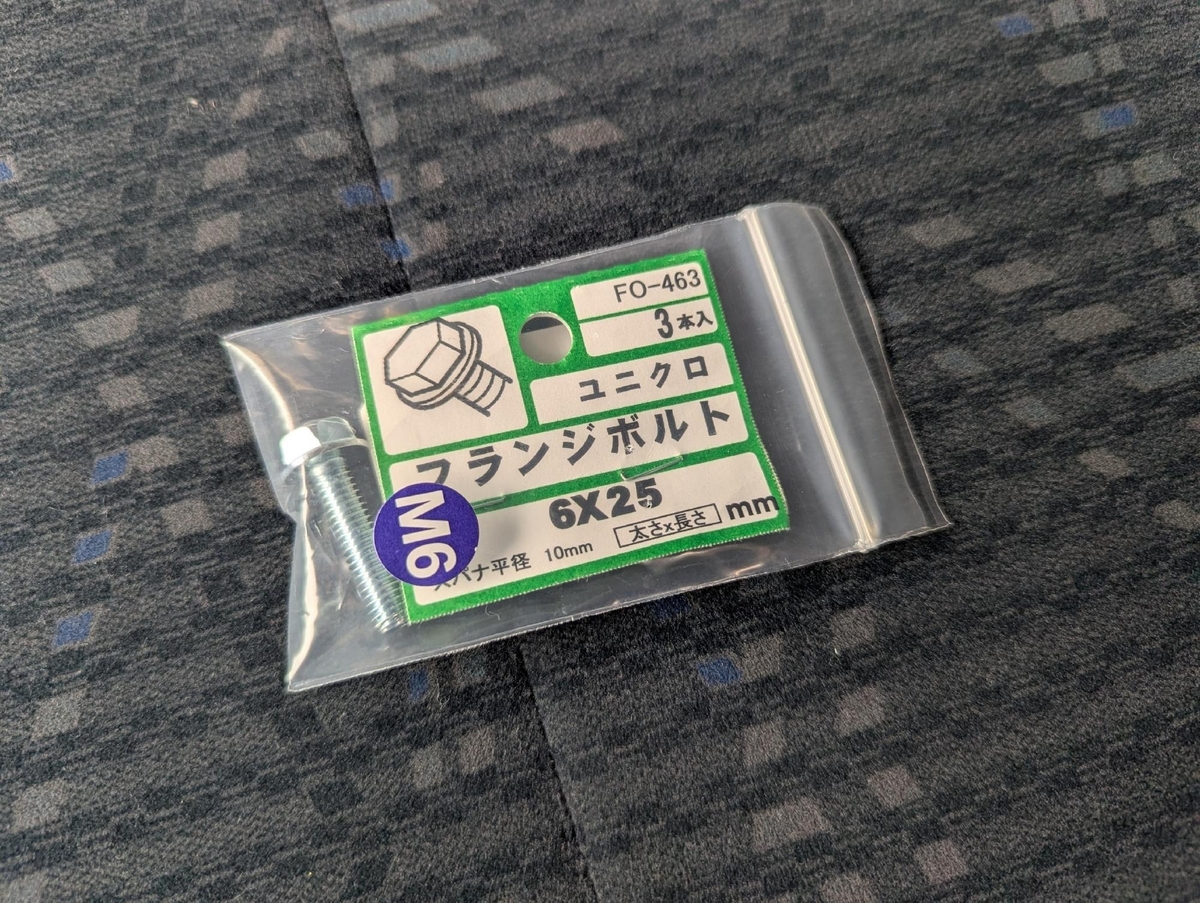 FO-463
3本入
ユニクロ
フランジボルト
M6
6X25
太さx長さ mm
スパナ平径 10mm